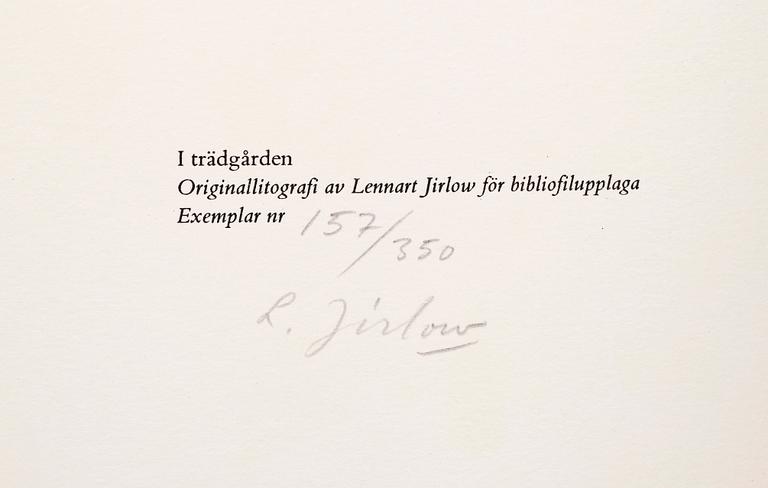 I trädgården
Originallitografi av Lennart Jirlow för bibliofilupplaga
Exemplar nr 157/350
L. Jirlow